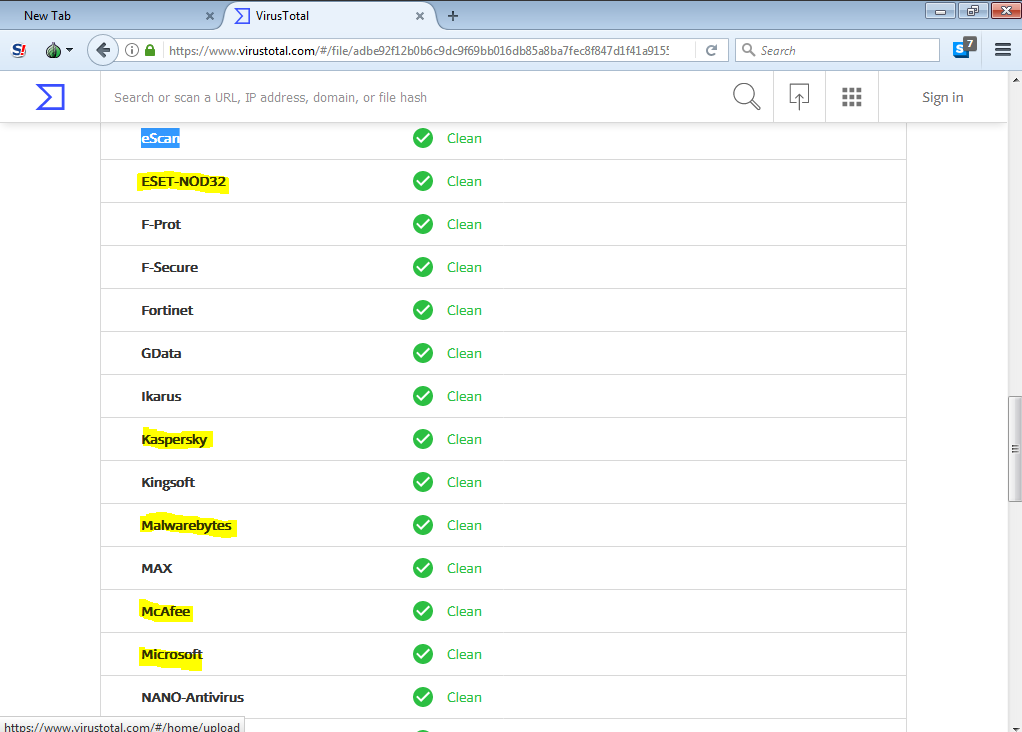 New Tab
VirusTotal
S!
https://www.virustotal.com/#/file/adbe92f12b0b6c9dc9f69bb016db85a8ba7fec8f847d1f41a915
Search
S 7
Search or scan a URL, IP address, domain, or file hash
Sign in
eScan Clean
ESET-NOD32 Clean
F-Prot Clean
F-Secure Clean
Fortinet Clean
GData Clean
Ikarus Clean
Kaspersky Clean
Kingsoft Clean
Malwarebytes Clean
MAX Clean
McAfee Clean
Microsoft Clean
NANO-Antivirus Clean
https://www.virustotal.com/#/home/upload